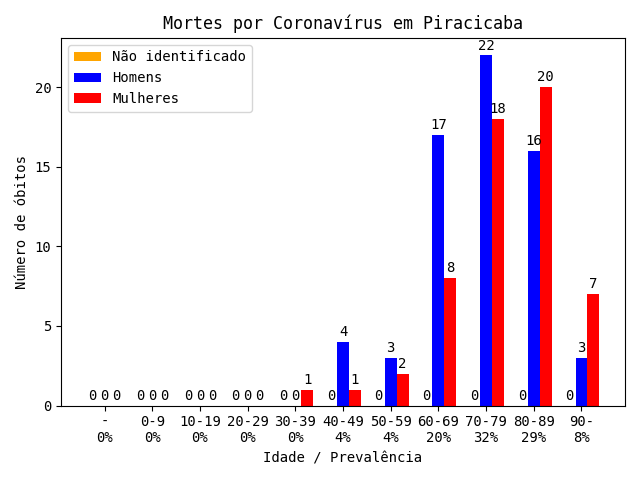 Mortes por Coronavírus em Piracicaba
Não identificado
Homens
Mulheres
Número de óbitos
20
15
10
5
0
0 0 0 0 0 0 0 0 0 0 0 0 0 0 1 0 4 1 0 3 2 0 17 8 0 22 18 0 16 20 0 3 7
- 0-9 10-19 20-29 30-39 40-49 50-59 60-69 70-79 80-89 90-
0% 0% 0% 0% 0% 4% 4% 20% 32% 29% 8%
Idade / Prevalência